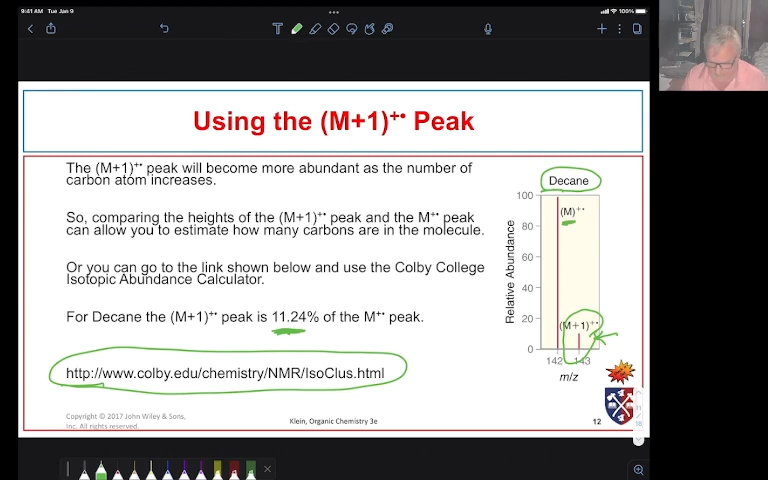 9:41 AM Tue Jan 9
100%
Using the (M+1)⁺• Peak
The (M+1)⁺• peak will become more abundant as the number of
carbon atom increases.
So, comparing the heights of the (M+1)⁺• peak and the M⁺• peak
can allow you to estimate how many carbons are in the molecule.
Or you can go to the link shown below and use the Colby College
Isotopic Abundance Calculator.
For Decane the (M+1)⁺• peak is 11.24% of the M⁺• peak.
http://www.colby.edu/chemistry/NMR/IsoClus.html
Decane
100
(M)⁺•
80
60
40
20
(M+1)⁺•
0
Relative Abundance
142 143
m/z
Copyright © 2017 John Wiley & Sons,
Inc. All rights reserved.
Klein, Organic Chemistry 3e
12